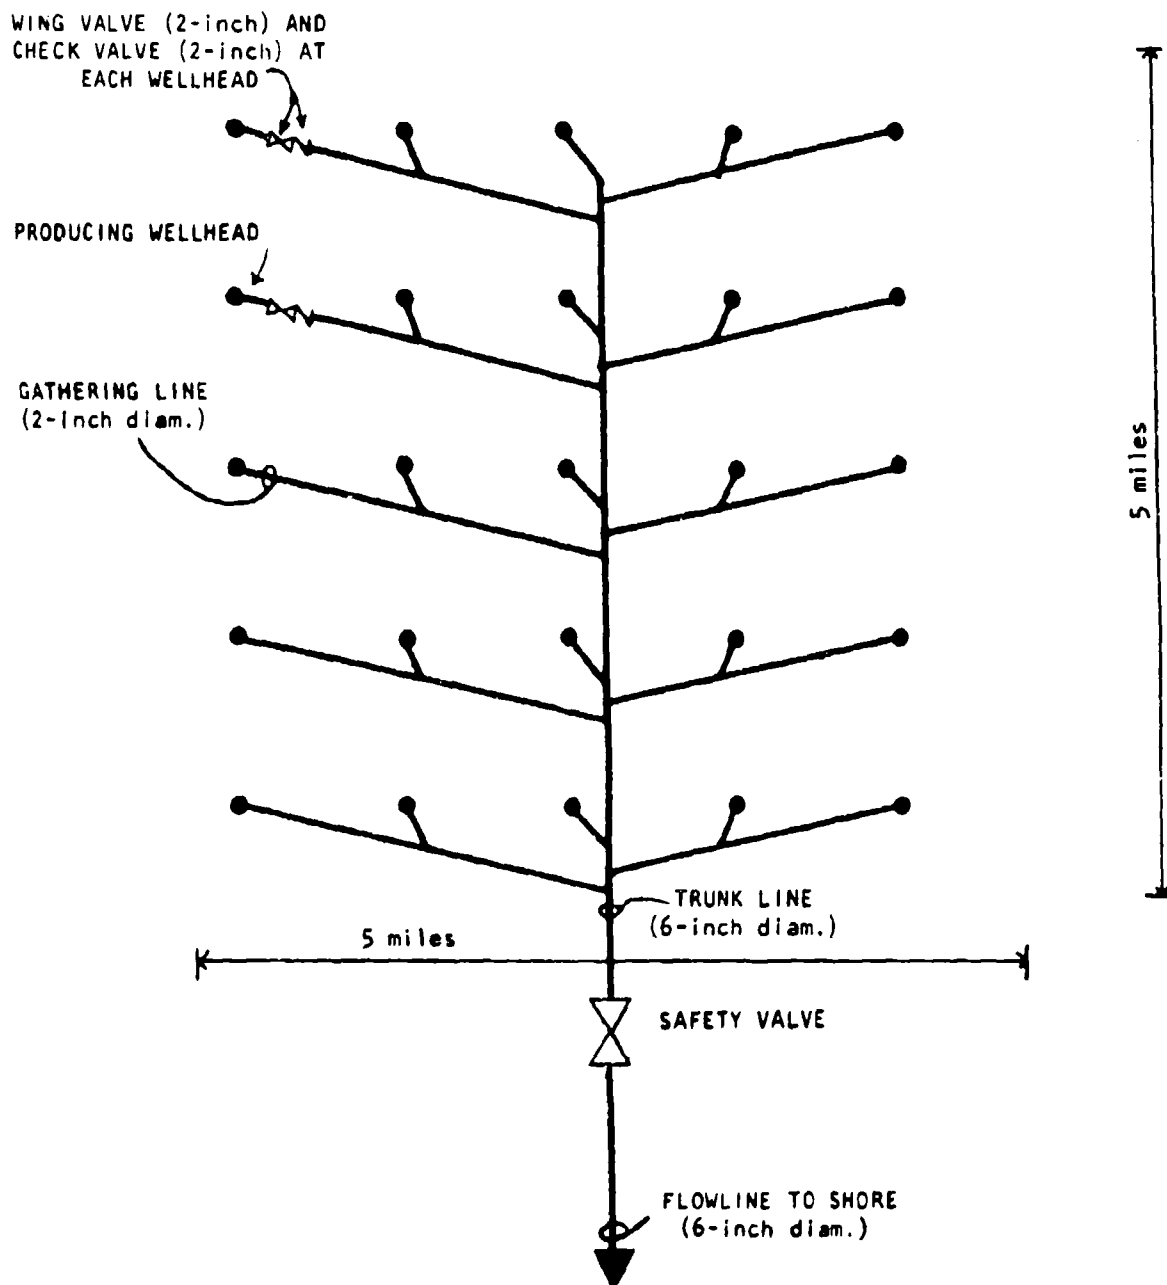 WING VALVE (2-inch) AND
CHECK VALVE (2-inch) AT
EACH WELLHEAD
PRODUCING WELLHEAD
GATHERING LINE
(2-inch diam.)
5 miles
TRUNK LINE
(6-inch diam.)
5 miles
SAFETY VALVE
FLOWLINE TO SHORE
(6-inch diam.)